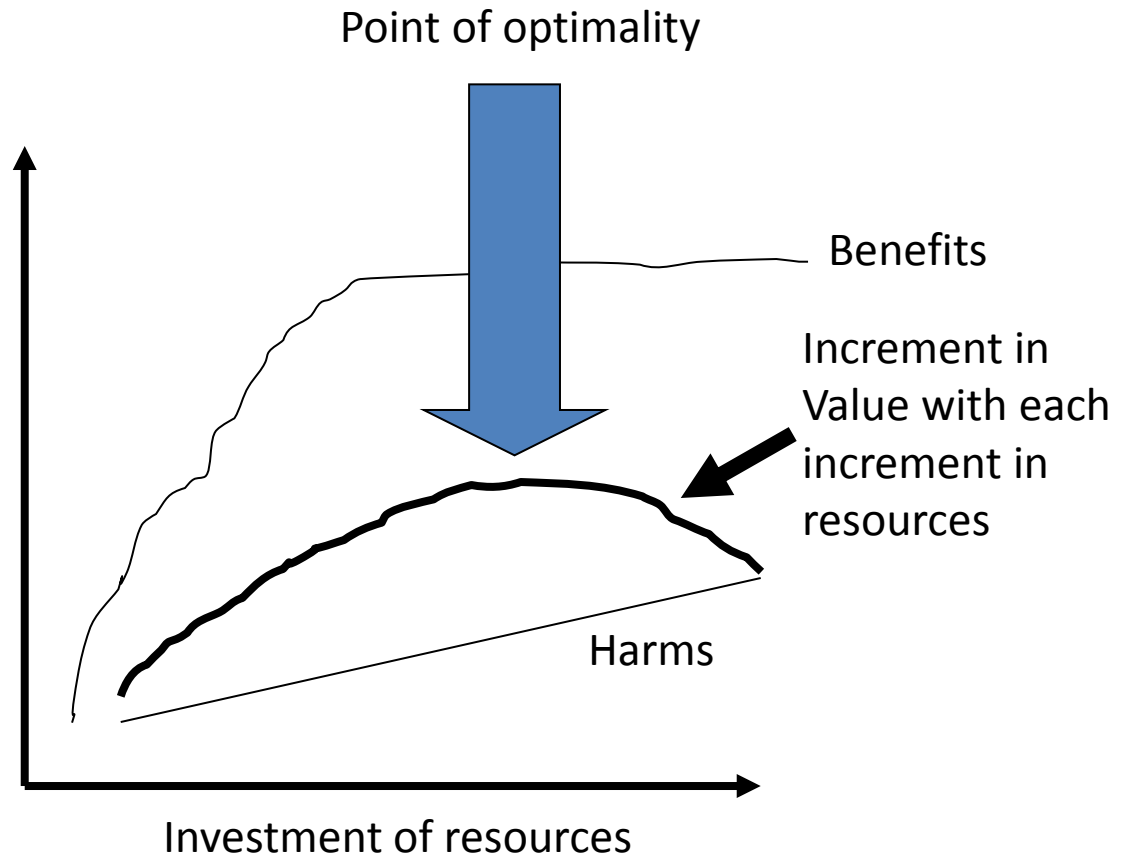 Point of optimality
Benefits
Increment in
Value with each
increment in
resources
Harms
Investment of resources